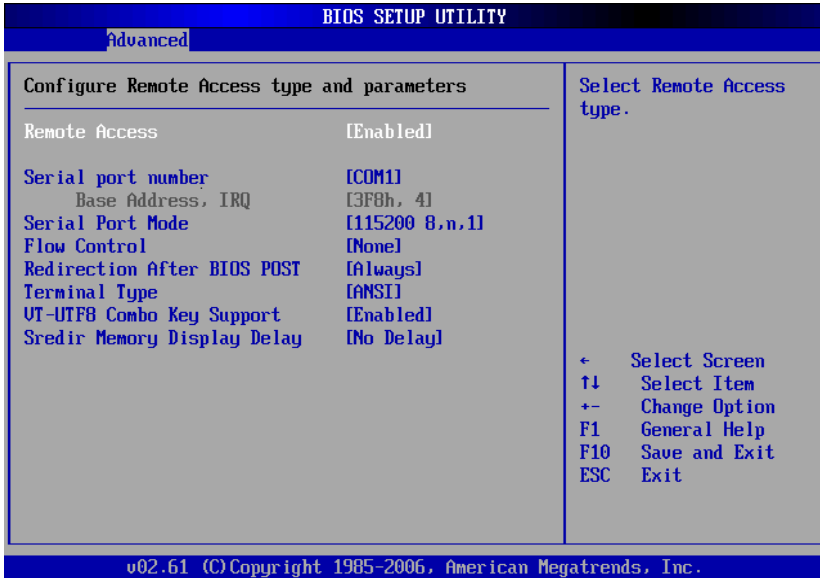 BIOS SETUP UTILITY
Advanced
Configure Remote Access type and parameters
Remote Access [Enabled]
Serial port number [COM1]
Base Address, IRQ [3F8h, 4]
Serial Port Mode [115200 8,n,1]
Flow Control [None]
Redirection After BIOS POST [Always]
Terminal Type [ANSI]
VT-UTF8 Combo Key Support [Enabled]
Sredir Memory Display Delay [No Delay]
Select Remote Access
type.
← Select Screen
↑↓ Select Item
+- Change Option
F1 General Help
F10 Save and Exit
ESC Exit
v02.61 (C)Copyright 1985-2006, American Megatrends, Inc.